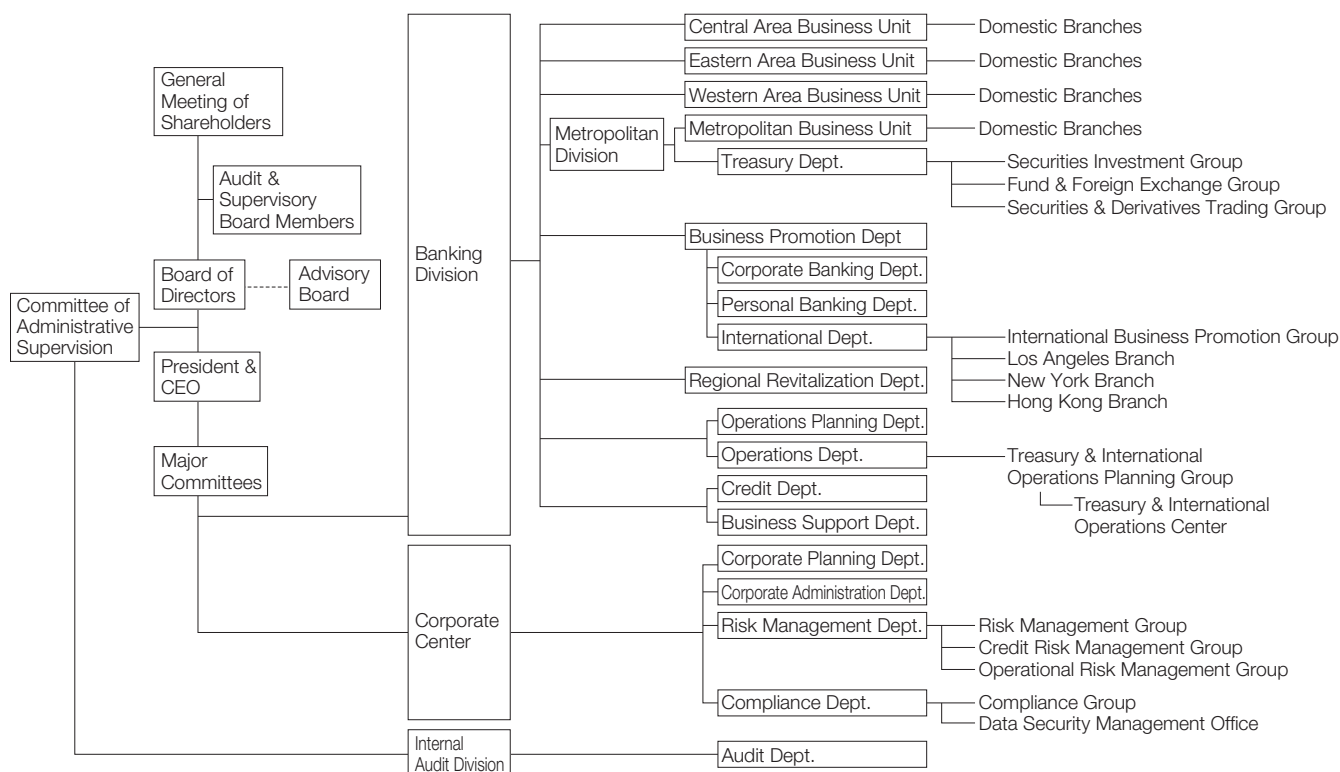 General
Meeting of
Shareholders
Audit &
Supervisory
Board Members
Board of
Directors
Advisory
Board
Committee of
Administrative
Supervision
President &
CEO
Major
Committees
Banking
Division
Central Area Business Unit
Domestic Branches
Eastern Area Business Unit
Domestic Branches
Western Area Business Unit
Domestic Branches
Metropolitan
Division
Metropolitan Business Unit
Domestic Branches
Treasury Dept.
Securities Investment Group
Fund & Foreign Exchange Group
Securities & Derivatives Trading Group
Business Promotion Dept
Corporate Banking Dept.
Personal Banking Dept.
International Dept.
International Business Promotion Group
Los Angeles Branch
New York Branch
Hong Kong Branch
Regional Revitalization Dept.
Operations Planning Dept.
Operations Dept.
Treasury & International
Operations Planning Group
Treasury & International
Operations Center
Credit Dept.
Business Support Dept.
Corporate
Center
Corporate Planning Dept.
Corporate Administration Dept.
Risk Management Dept.
Risk Management Group
Credit Risk Management Group
Operational Risk Management Group
Compliance Dept.
Compliance Group
Data Security Management Office
Internal
Audit Division
Audit Dept.